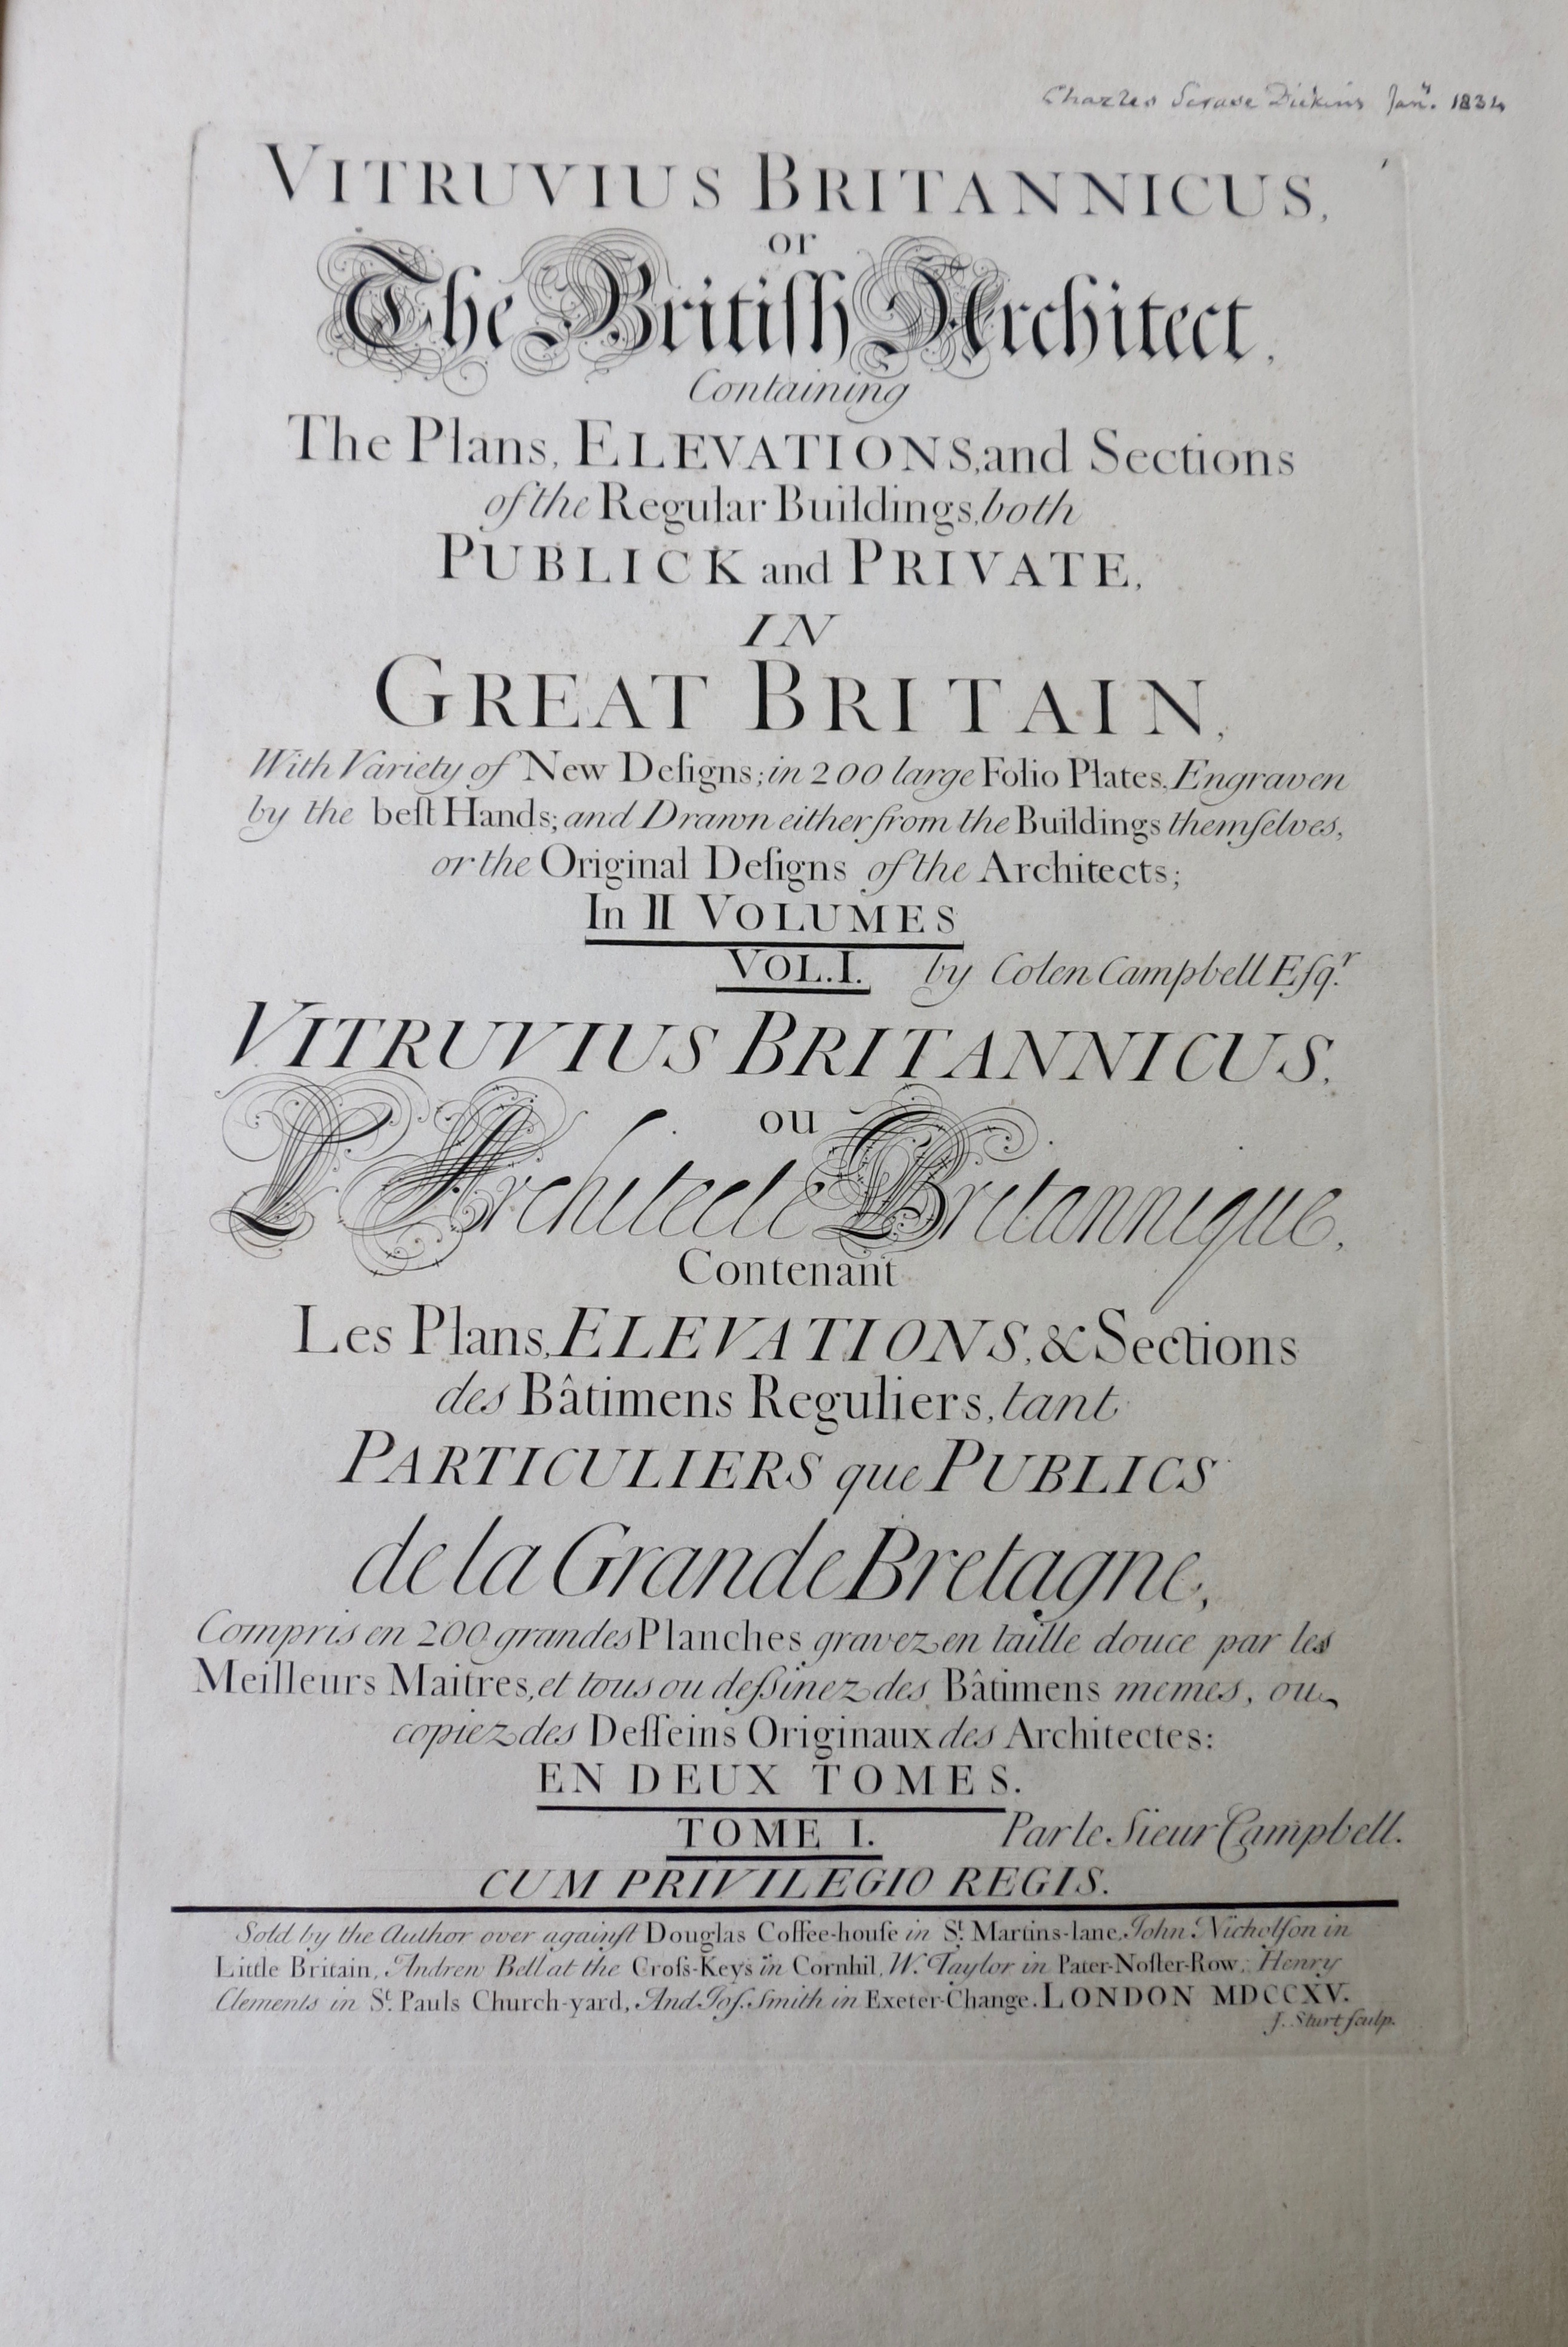 Charles Scrase Dickins Jany. 1834
VITRUVIUS BRITANNICUS,
or
The Britiſh Architect,
Containing
The Plans, ELEVATIONS, and Sections
of the Regular Buildings, both
PUBLICK and PRIVATE,
IN
GREAT BRITAIN,
With Variety of New Deſigns; in 200 large Folio Plates, Engraven
by the beſt Hands; and Drawn either from the Buildings themſelves,
or the Original Deſigns of the Architects;
In II VOLUMES
VOL. I. by Colen Campbell Eſqr.
VITRUVIUS BRITANNICUS,
ou
L'Architecte Britannique,
Contenant
Les Plans, ELEVATIONS, & Sections
des Bâtimens Reguliers, tant
PARTICULIERS que PUBLICS
de la Grande Bretagne,
Compris en 200 grandes Planches gravez en taille douce par les
Meilleurs Maitres, et tous ou deſsinez des Bâtimens memes, ou
copiez des Deſſeins Originaux des Architectes:
EN DEUX TOMES.
TOME I. Par le Sieur Campbell.
CUM PRIVILEGIO REGIS.
Sold by the Author over againſt Douglas Coffee-houſe in St. Martins-lane, John Nicholſon in
Little Britain, Andrew Bell at the Croſs-Keys in Cornhil, W. Taylor in Pater-Noſter-Row, Henry
Clements in St. Pauls Church-yard, And Joſ. Smith in Exeter-Change. LONDON MDCCXV.
J. Sturt ſculp.